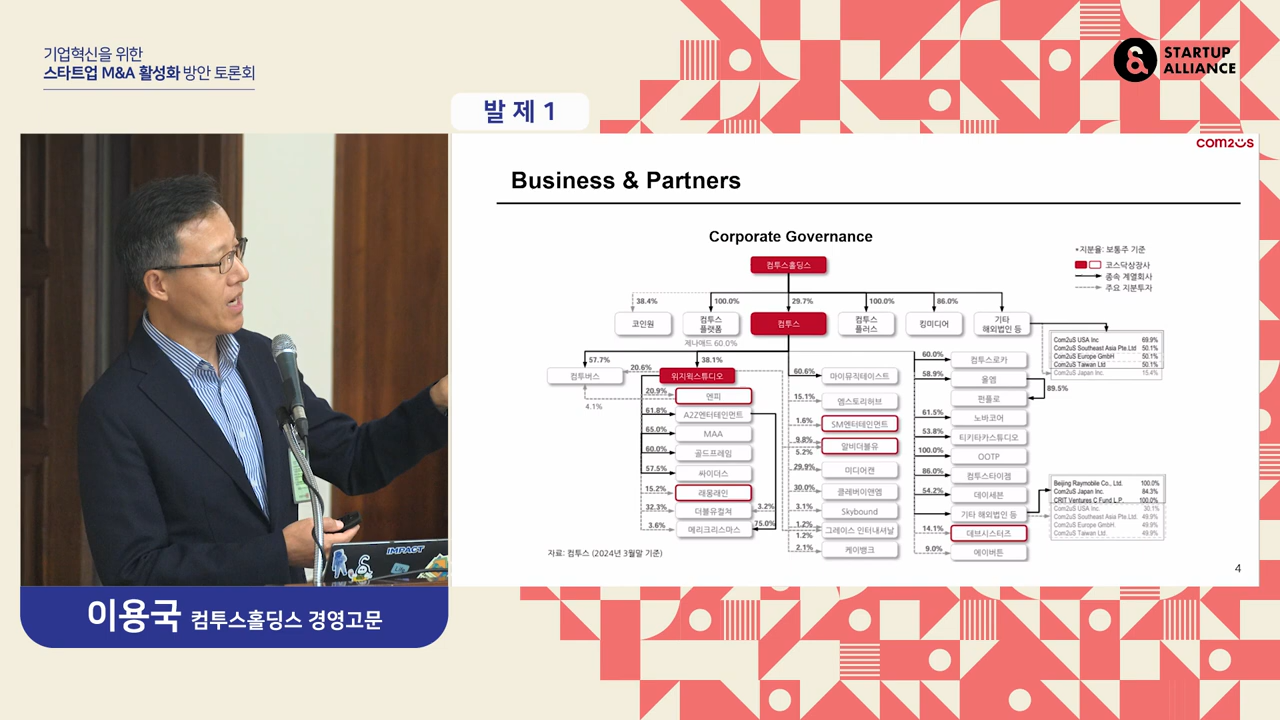 기업혁신을 위한
스타트업 M&A 활성화 방안 토론회
STARTUP
ALLIANCE
발 제 1
com2us
Business & Partners
Corporate Governance
•지분율: 보통주 기준
코스닥상장사
종속 계열회사
주요 지분투자
컴투스홀딩스
38.4%
100.0%
29.7%
100.0%
86.0%
코인원
컴투스
플랫폼
컴투스
컴투스
플러스
킹미디어
기타
해외법인 등
제나애드 60.0%
57.7%
38.1%
컴투버스
20.6%
위지윅스튜디오
4.1%
20.9%
엔피
61.8%
A2Z엔터테인먼트
65.0%
MAA
60.0%
골드프레임
57.5%
싸이더스
15.2%
래몽래인
32.3%
더블유컬쳐
3.2%
3.6%
메리크리스마스
75.0%
60.6%
마이뮤직테이스트
15.1%
엠스토리허브
1.6%
SM엔터테인먼트
9.8%
5.2%
알비더블유
29.9%
미디어캔
30.0%
클레버이앤엠
3.1%
Skybound
1.2%
1.2%
그레이스 인터내셔날
2.1%
케이뱅크
60.0%
컴투스로카
58.9%
올엠
89.5%
펀플로
61.5%
노바코어
53.8%
티키타카스튜디오
100.0%
OOTP
86.0%
컴투스타이젬
54.2%
데이세븐
기타 해외법인 등
14.1%
데브시스터즈
9.0%
에이버튼
Com2uS USA Inc 69.9%
Com2uS Southeast Asia Pte.Ltd 50.1%
Com2uS Europe GmbH 50.1%
Com2uS Taiwan Ltd 50.1%
Com2uS Japan Inc. 15.4%
Beijing Raymobile Co., Ltd. 100.0%
Com2uS Japan Inc. 84.3%
CRIT Ventures C Fund L.P. 100.0%
Com2uS USA Inc. 30.1%
Com2uS Southeast Asia Pte.Ltd 49.9%
Com2uS Europe GmbH 49.9%
Com2uS Taiwan Ltd. 49.9%
자료: 컴투스 (2024년 3월말 기준)
4
IMPACT
이용국 컴투스홀딩스 경영고문